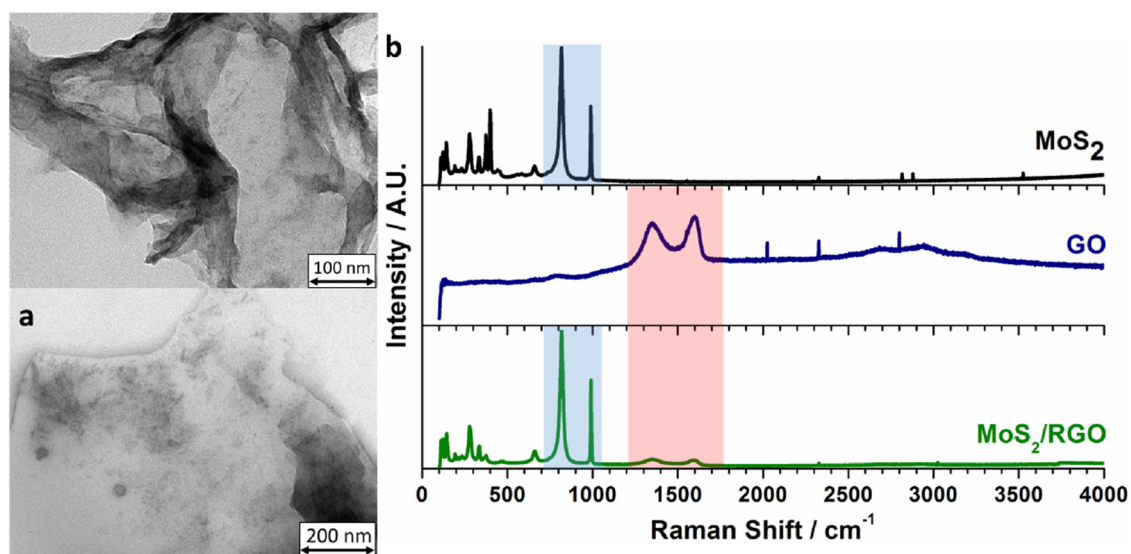 100 nm
a
200 nm
b
Intensity / A.U.
MoS₂
GO
MoS₂/RGO
0 500 1000 1500 2000 2500 3000 3500 4000
Raman Shift / cm⁻¹